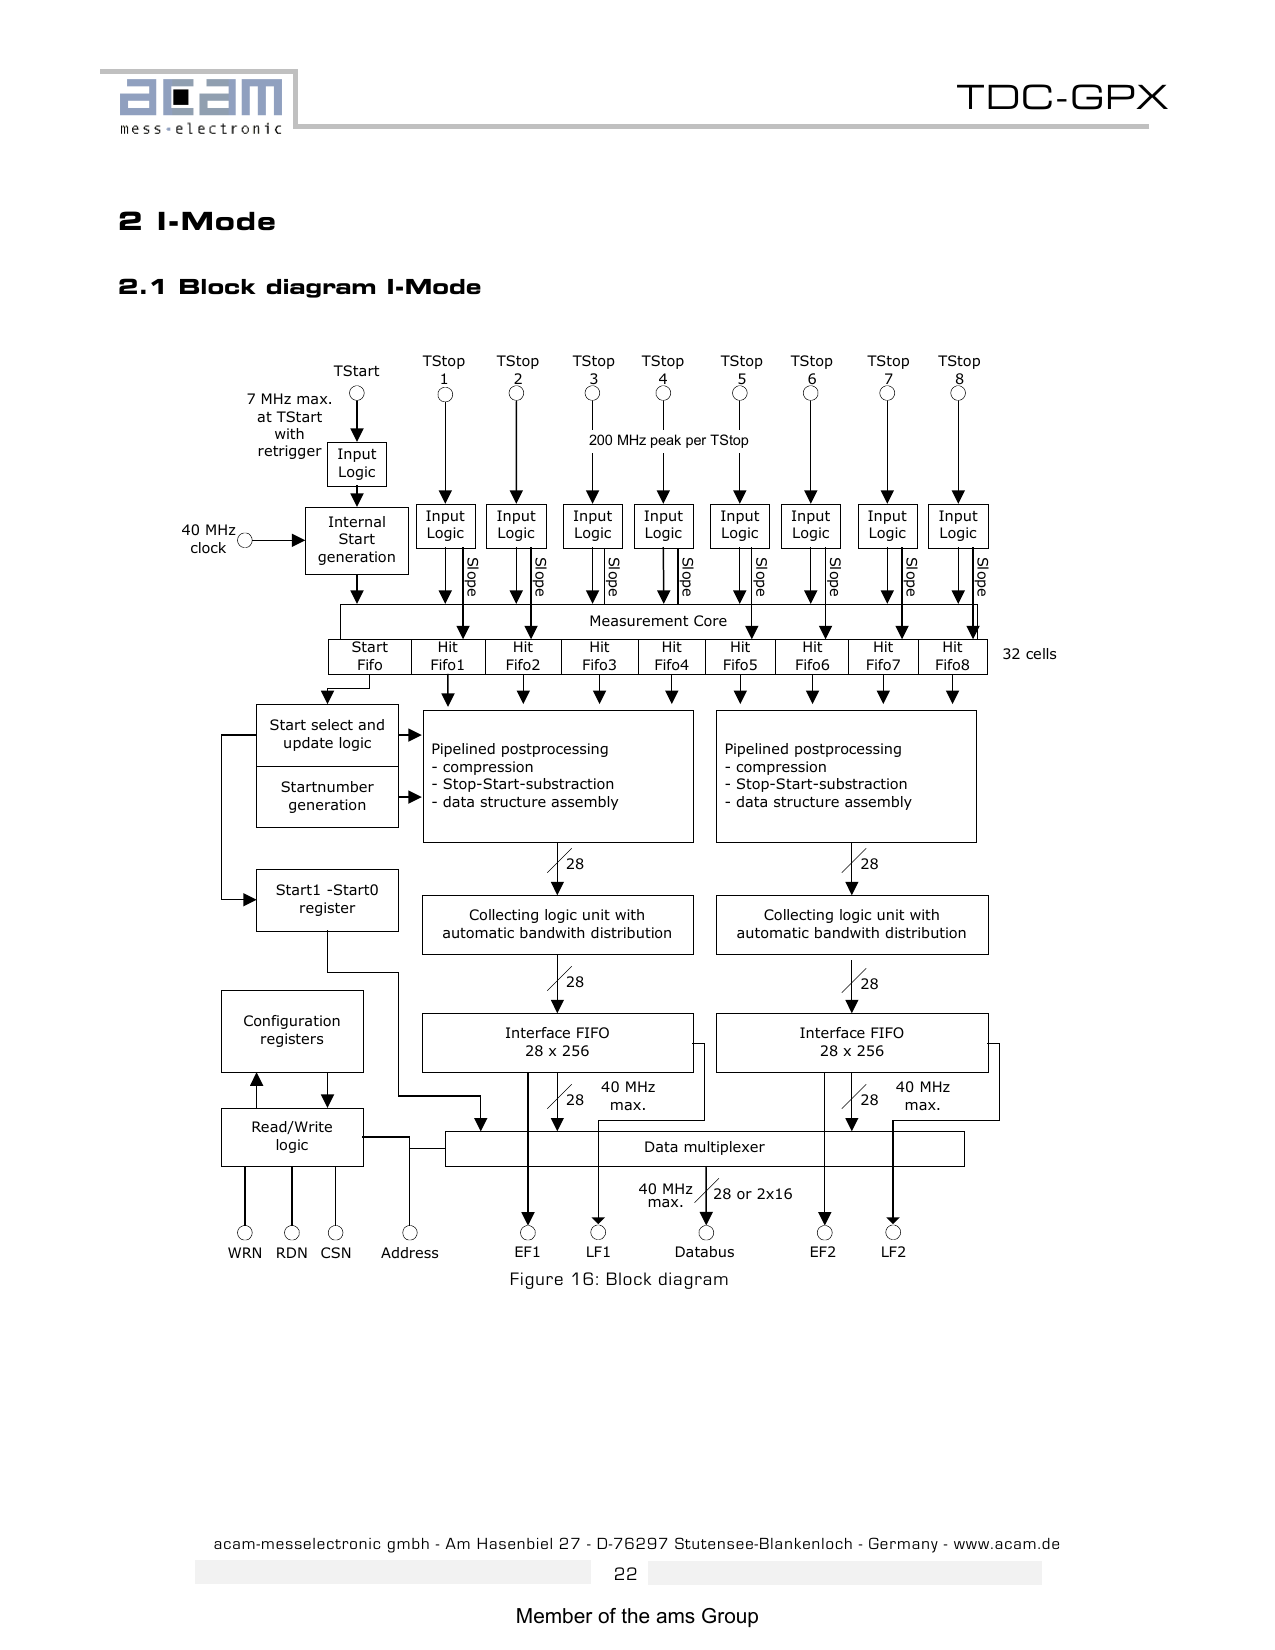 acam
mess-electronic
TDC-GPX
2 I-Mode
2.1 Block diagram I-Mode
TStart
TStop
1
TStop
2
TStop
3
TStop
4
TStop
5
TStop
6
TStop
7
TStop
8
7 MHz max.
at TStart
with
retrigger
200 MHz peak per TStop
Input
Logic
40 MHz
clock
Internal
Start
generation
Input
Logic
Input
Logic
Input
Logic
Input
Logic
Input
Logic
Input
Logic
Input
Logic
Input
Logic
Slope
Slope
Slope
Slope
Slope
Slope
Slope
Slope
Measurement Core
Start
Fifo
Hit
Fifo1
Hit
Fifo2
Hit
Fifo3
Hit
Fifo4
Hit
Fifo5
Hit
Fifo6
Hit
Fifo7
Hit
Fifo8
32 cells
Start select and
update logic
Startnumber
generation
Pipelined postprocessing
- compression
- Stop-Start-substraction
- data structure assembly
Pipelined postprocessing
- compression
- Stop-Start-substraction
- data structure assembly
28
28
Start1 -Start0
register
Collecting logic unit with
automatic bandwith distribution
Collecting logic unit with
automatic bandwith distribution
28
28
Configuration
registers
Interface FIFO
28 x 256
Interface FIFO
28 x 256
28
40 MHz
max.
28
40 MHz
max.
Read/Write
logic
Data multiplexer
40 MHz
max.
28 or 2x16
WRN
RDN
CSN
Address
EF1
LF1
Databus
EF2
LF2
Figure 16: Block diagram
acam-messelectronic gmbh - Am Hasenbiel 27 - D-76297 Stutensee-Blankenloch - Germany - www.acam.de
22
Member of the ams Group